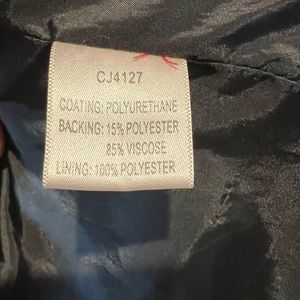 CJ4127
COATING: POLYURETHANE
BACKING: 15% POLYESTER
85% VISCOSE
LINING: 100% POLYESTER